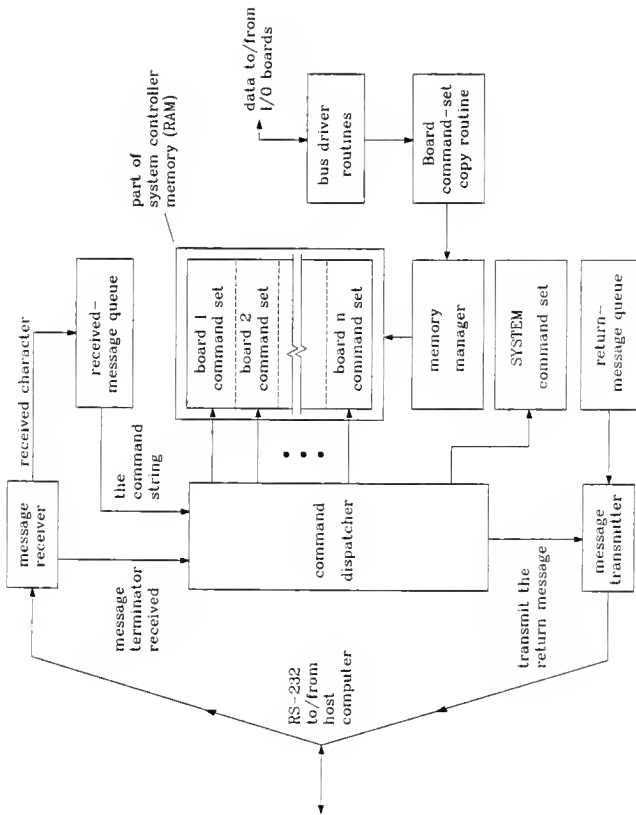 RS-232
to/from
host
computer
message
receiver
received character
received-
message queue
message
terminator
received
the
command
string
part of
system controller
memory (RAM)
command
dispatcher
board 1
command set
board 2
command set
board n
command set
data to/from
I/O boards
bus driver
routines
Board
command-set
copy routine
memory
manager
SYSTEM
command set
transmit the
return message
message
transmitter
return-
message queue